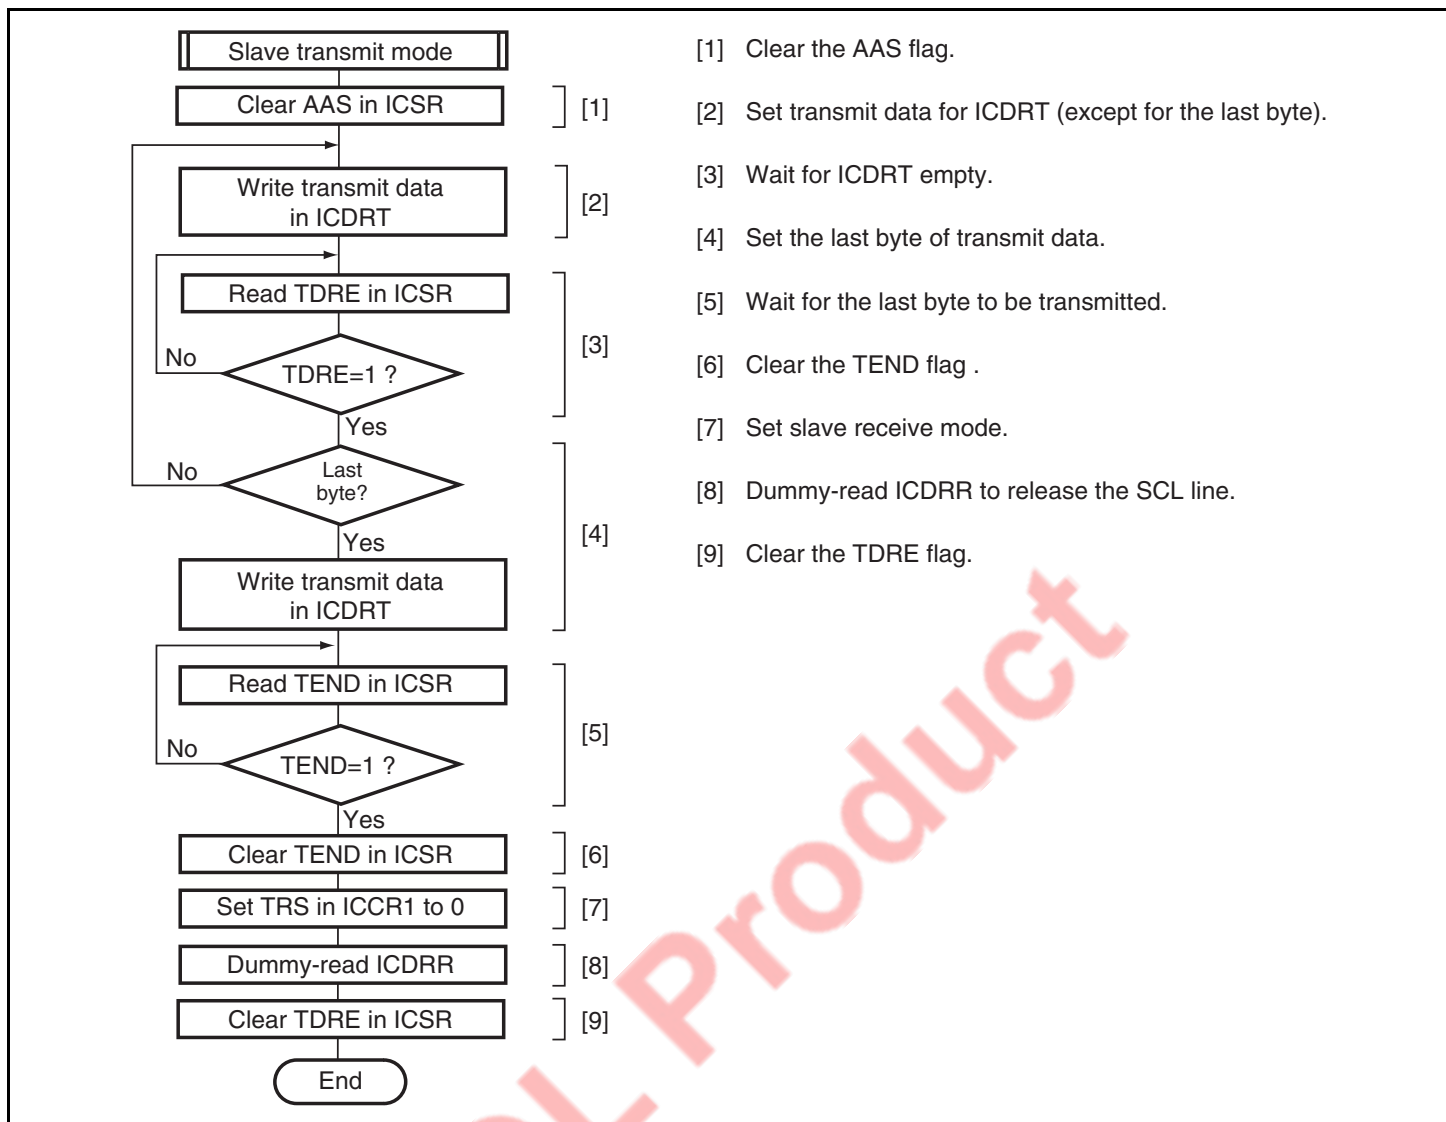 Slave transmit mode
Clear AAS in ICSR
[1]
Write transmit data
in ICDRT
[2]
Read TDRE in ICSR
No
TDRE=1 ?
[3]
Yes
No
Last
byte?
[4]
Yes
Write transmit data
in ICDRT
Read TEND in ICSR
No
TEND=1 ?
[5]
Yes
Clear TEND in ICSR
[6]
Set TRS in ICCR1 to 0
[7]
Dummy-read ICDRR
[8]
Clear TDRE in ICSR
[9]
End
[1] Clear the AAS flag.
[2] Set transmit data for ICDRT (except for the last byte).
[3] Wait for ICDRT empty.
[4] Set the last byte of transmit data.
[5] Wait for the last byte to be transmitted.
[6] Clear the TEND flag .
[7] Set slave receive mode.
[8] Dummy-read ICDRR to release the SCL line.
[9] Clear the TDRE flag.
Product